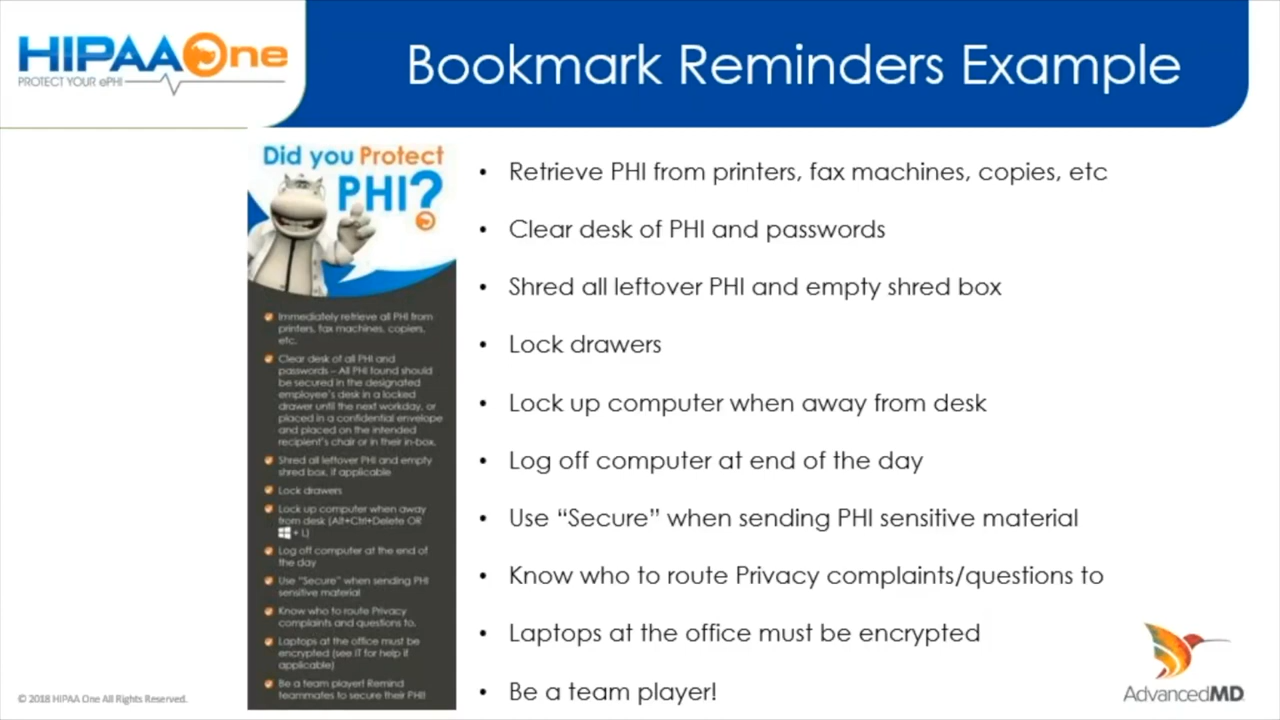 HIPAA One
PROTECT YOUR ePHI
Bookmark Reminders Example
Did you Protect
PHI?
Immediately retrieve all PHI from
printers, fax machines, copiers,
etc.
Clear desk of all PHI and
passwords – All PHI found should
be secured in the designated
employee's desk in a locked
drawer until the next workday, or
placed in a confidential envelope
and placed on the intended
recipient's chair or in their in-box.
Shred all leftover PHI and empty
shred box, if applicable
Lock drawers
Lock up computer when away
from desk (Alt+Ctrl+Delete OR
+ L)
Log off computer at the end of
the day
Use "Secure" when sending PHI
sensitive material
Know who to route Privacy
complaints and questions to.
Laptops at the office must be
encrypted (see IT for help if
applicable)
Be a team player! Remind
teammates to secure their PHI!
• Retrieve PHI from printers, fax machines, copies, etc
• Clear desk of PHI and passwords
• Shred all leftover PHI and empty shred box
• Lock drawers
• Lock up computer when away from desk
• Log off computer at end of the day
• Use “Secure” when sending PHI sensitive material
• Know who to route Privacy complaints/questions to
• Laptops at the office must be encrypted
• Be a team player!
© 2018 HIPAA One All Rights Reserved.
AdvancedMD